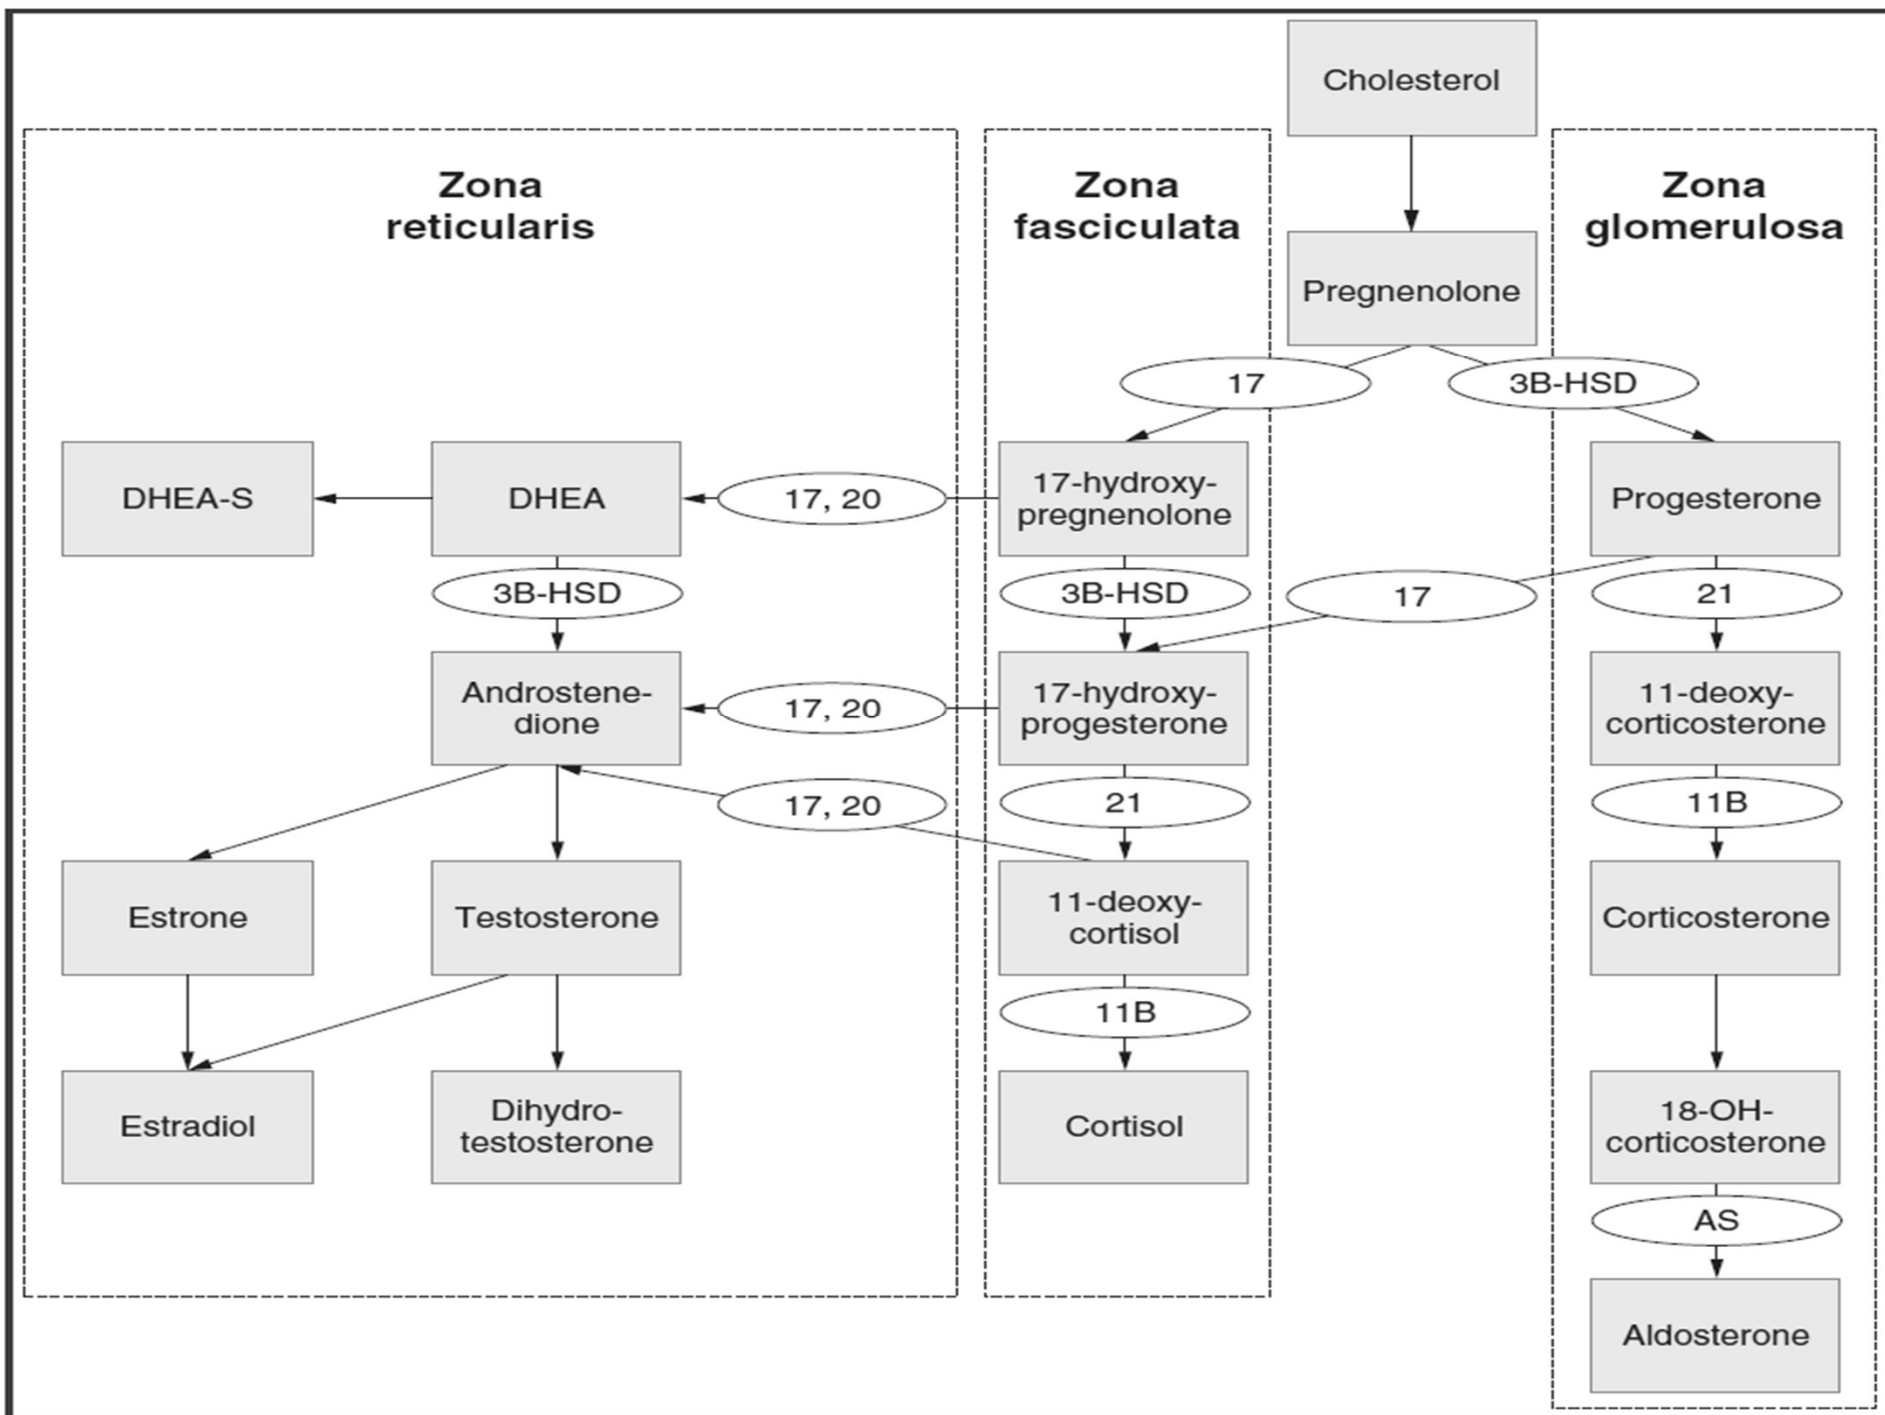 Cholesterol
Zona
reticularis
Zona
fasciculata
Zona
glomerulosa
Pregnenolone
17
3B-HSD
DHEA-S
DHEA
17, 20
17-hydroxy-
pregnenolone
Progesterone
3B-HSD
3B-HSD
17
21
Androstene-
dione
17, 20
17-hydroxy-
progesterone
11-deoxy-
corticosterone
17, 20
21
11B
Estrone
Testosterone
11-deoxy-
cortisol
Corticosterone
11B
Estradiol
Dihydro-
testosterone
Cortisol
18-OH-
corticosterone
AS
Aldosterone